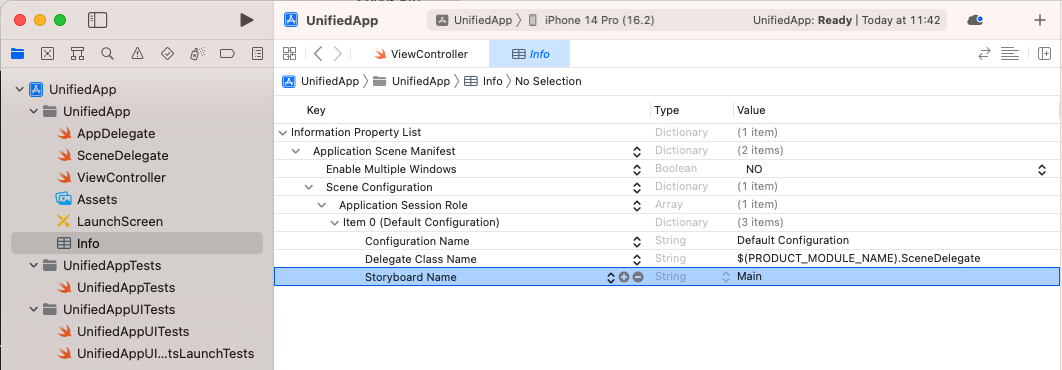 UnifiedApp
UnifiedApp 〉 iPhone 14 Pro (16.2)
UnifiedApp: Ready | Today at 11:42
ViewController
Info
UnifiedApp 〉 UnifiedApp 〉 Info 〉 No Selection
UnifiedApp
UnifiedApp
AppDelegate
SceneDelegate
ViewController
Assets
LaunchScreen
Info
UnifiedAppTests
UnifiedAppTests
UnifiedAppUITests
UnifiedAppUITests
UnifiedAppUI...tsLaunchTests
Key Type Value
Information Property List Dictionary (1 item)
Application Scene Manifest Dictionary (2 items)
Enable Multiple Windows Boolean NO
Scene Configuration Dictionary (1 item)
Application Session Role Array (1 item)
Item 0 (Default Configuration) Dictionary (3 items)
Configuration Name String Default Configuration
Delegate Class Name String $(PRODUCT_MODULE_NAME).SceneDelegate
Storyboard Name String Main